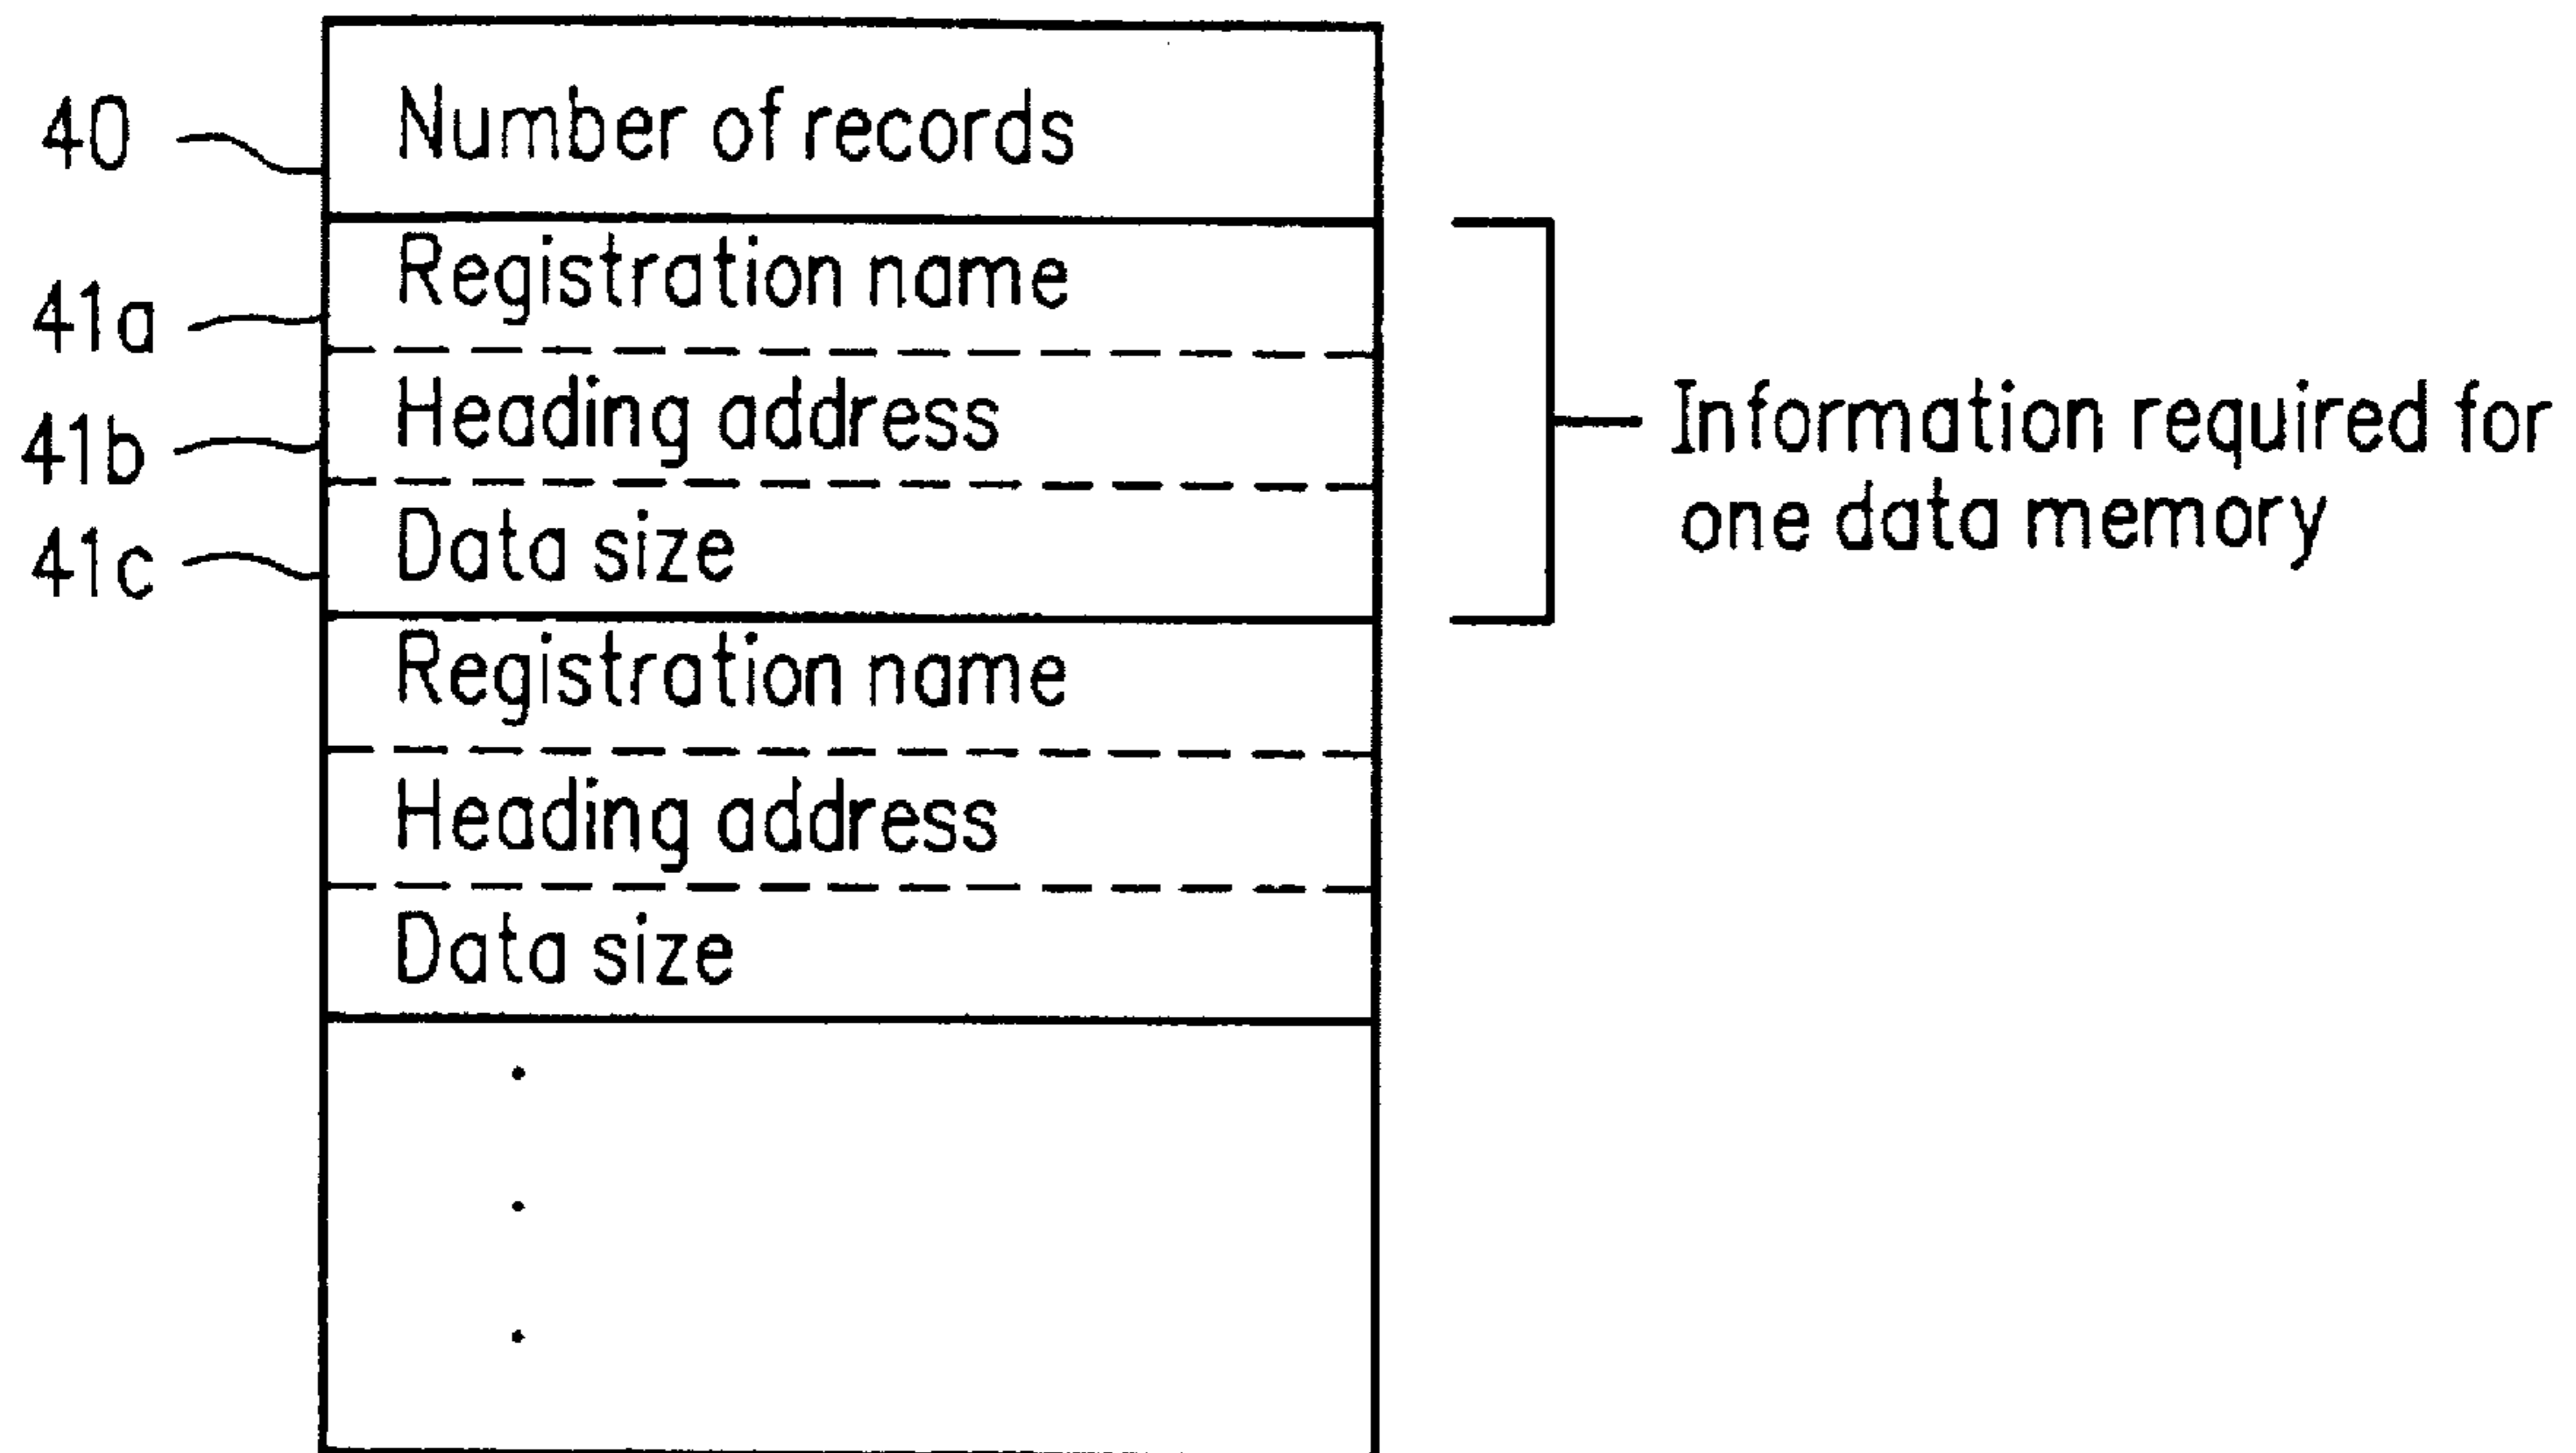 40 Number of records
41a Registration name
41b Heading address
41c Data size
Information required for
one data memory
Registration name
Heading address
Data size